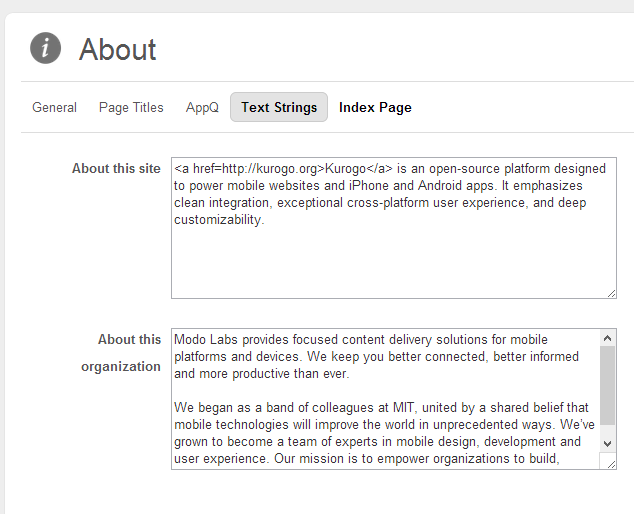 i About
General Page Titles AppQ Text Strings Index Page
About this site
<a href=http://kurogo.org>Kurogo</a> is an open-source platform designed
to power mobile websites and iPhone and Android apps. It emphasizes
clean integration, exceptional cross-platform user experience, and deep
customizability.
About this
organization
Modo Labs provides focused content delivery solutions for mobile
platforms and devices. We keep you better connected, better informed
and more productive than ever.
We began as a band of colleagues at MIT, united by a shared belief that
mobile technologies will improve the world in unprecedented ways. We've
grown to become a team of experts in mobile design, development and
user experience. Our mission is to empower organizations to build,